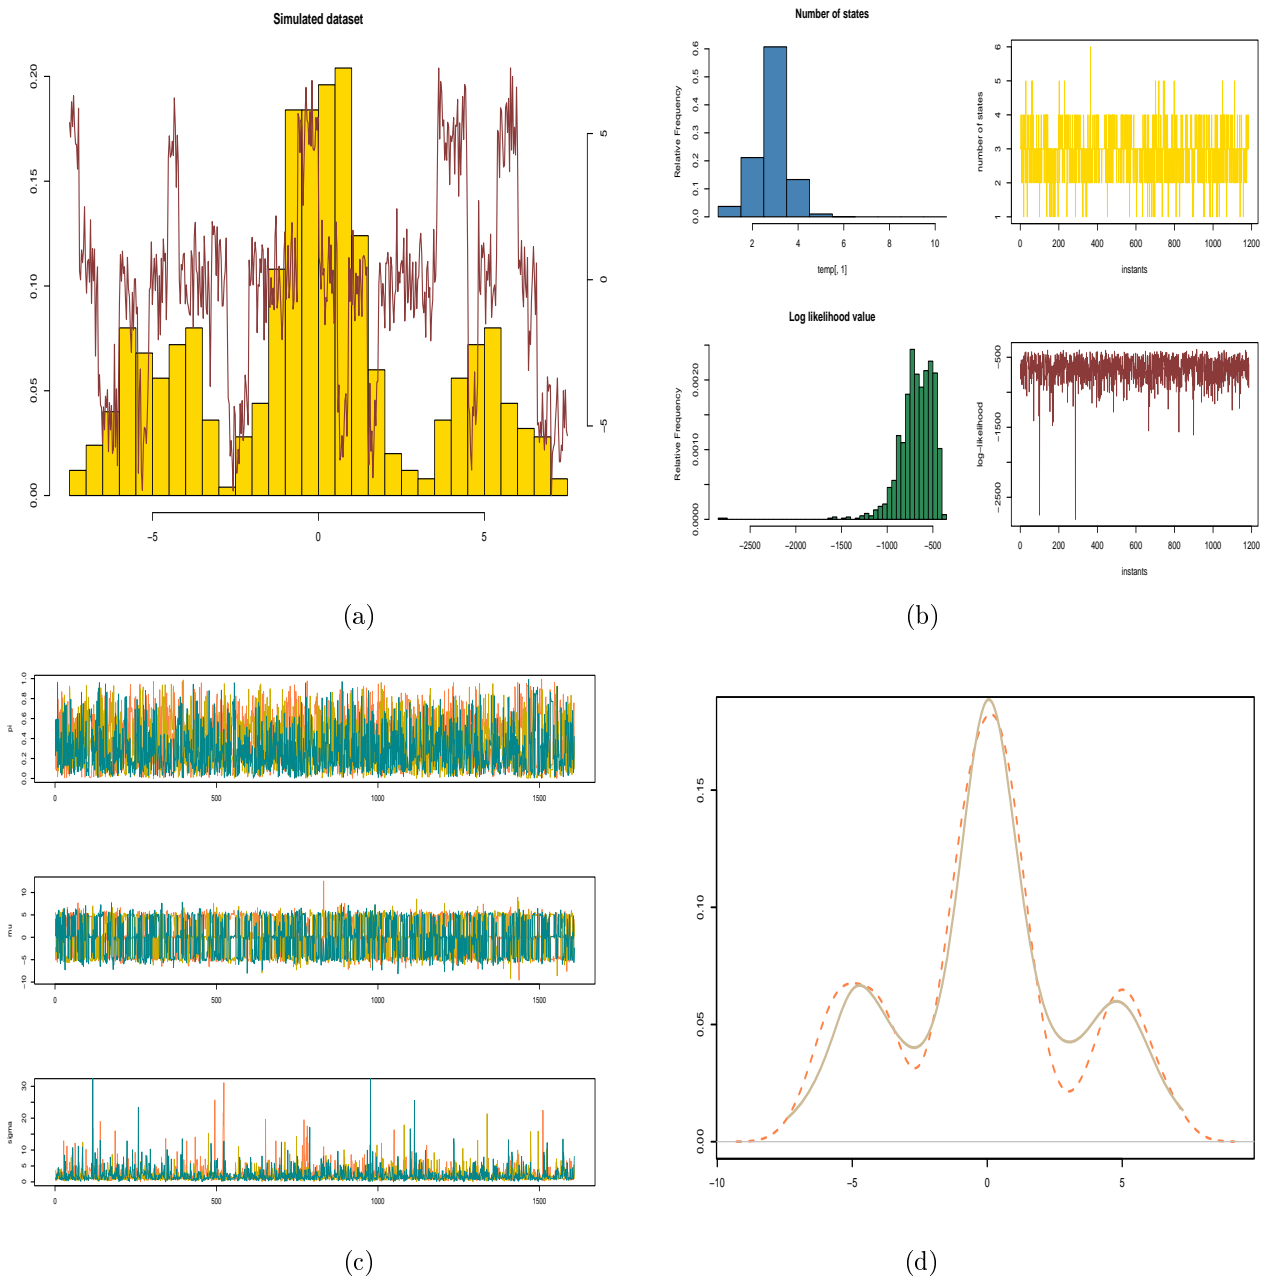 Simulated dataset
0.00 0.05 0.10 0.15 0.20
−5 0 5
−5 0 5
(a)
Number of states
Relative Frequency
0.0 0.1 0.2 0.3 0.4 0.5 0.6
2 4 6 8 10
temp[, 1]
number of states
1 2 3 4 5 6
0 200 400 600 800 1000 1200
instants
Log likelihood value
Relative Frequency
0.0000 0.0010 0.0020
−2500 −2000 −1500 −1000 −500
log−likelihood
−2500 −1500 −500
0 200 400 600 800 1000 1200
instants
(b)
pi
0.0 0.2 0.4 0.6 0.8 1.0
0 500 1000 1500
mu
−10 −5 0 5 10
0 500 1000 1500
sigma
0 5 10 20 30
0 500 1000 1500
(c)
0.00 0.05 0.10 0.15
−10 −5 0 5
(d)